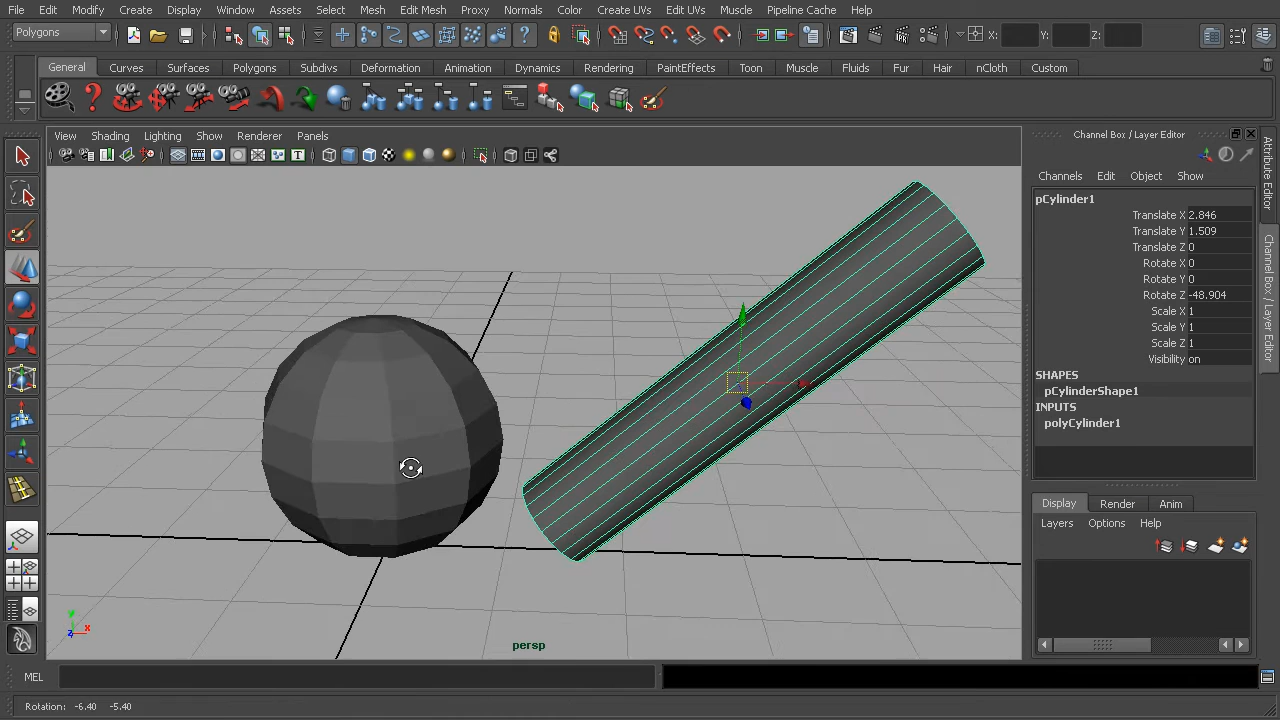 File Edit Modify Create Display Window Assets Select Mesh Edit Mesh Proxy Normals Color Create UVs Edit UVs Muscle Pipeline Cache Help
Polygons X: Y: Z:
General Curves Surfaces Polygons Subdivs Deformation Animation Dynamics Rendering PaintEffects Toon Muscle Fluids Fur Hair nCloth Custom
View Shading Lighting Show Renderer Panels
Channel Box / Layer Editor
Channels Edit Object Show
pCylinder1
Translate X 2.846
Translate Y 1.509
Translate Z 0
Rotate X 0
Rotate Y 0
Rotate Z -48.904
Scale X 1
Scale Y 1
Scale Z 1
Visibility on
SHAPES
pCylinderShape1
INPUTS
polyCylinder1
Display Render Anim
Layers Options Help
Attribute Editor
Channel Box / Layer Editor
y
z x
persp
MEL
Rotation: -6.40 -5.40